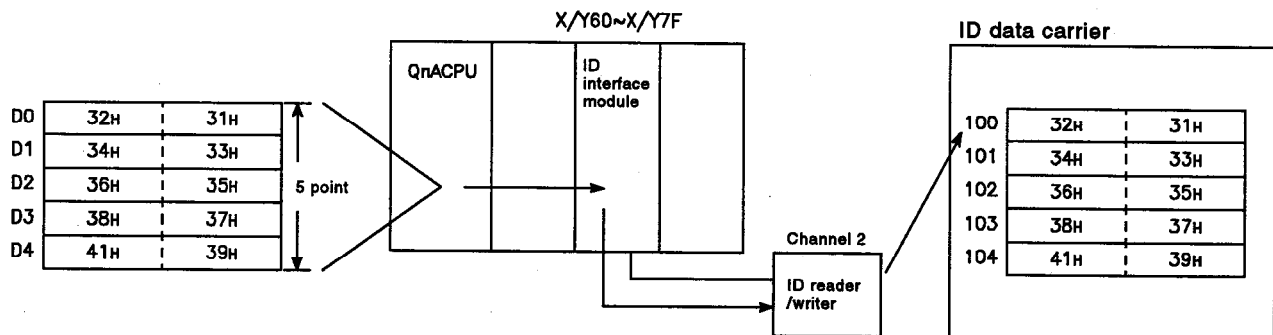 X/Y60~X/Y7F
ID data carrier
QnACPU
ID
interface
module
D0 32H 31H
D1 34H 33H
D2 36H 35H
D3 38H 37H
D4 41H 39H
5 point
100 32H 31H
101 34H 33H
102 36H 35H
103 38H 37H
104 41H 39H
Channel 2
ID reader
/writer